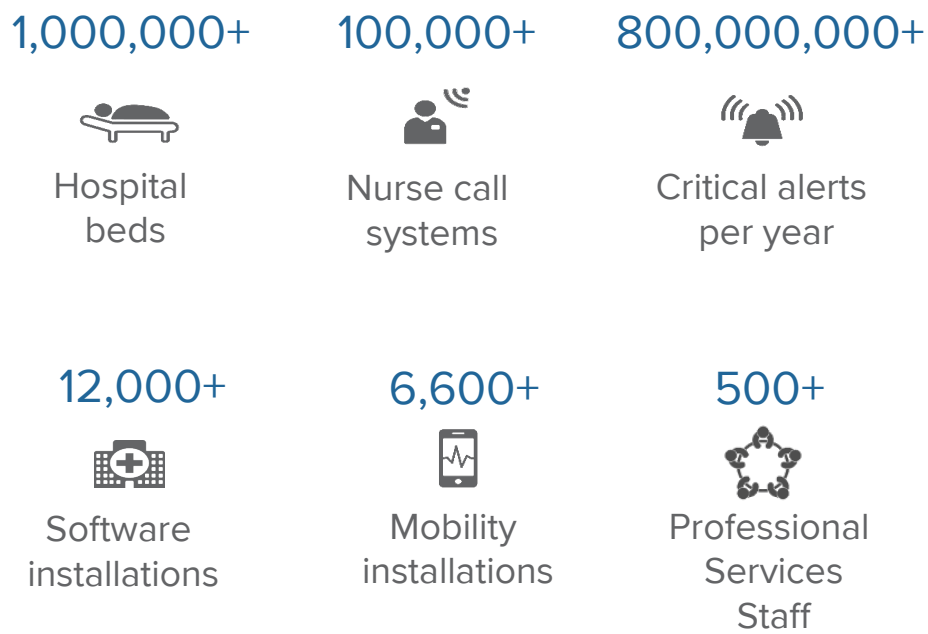 1,000,000+
Hospital
beds
100,000+
Nurse call
systems
800,000,000+
Critical alerts
per year
12,000+
Software
installations
6,600+
Mobility
installations
500+
Professional
Services
Staff